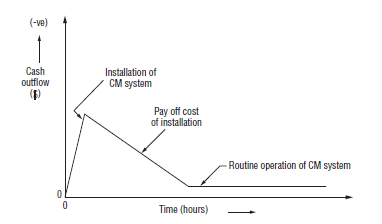 (-ve)
Cash
outflow
($)
Installation of
CM system
Pay off cost
of installation
Routine operation of CM system
0
0
Time (hours)